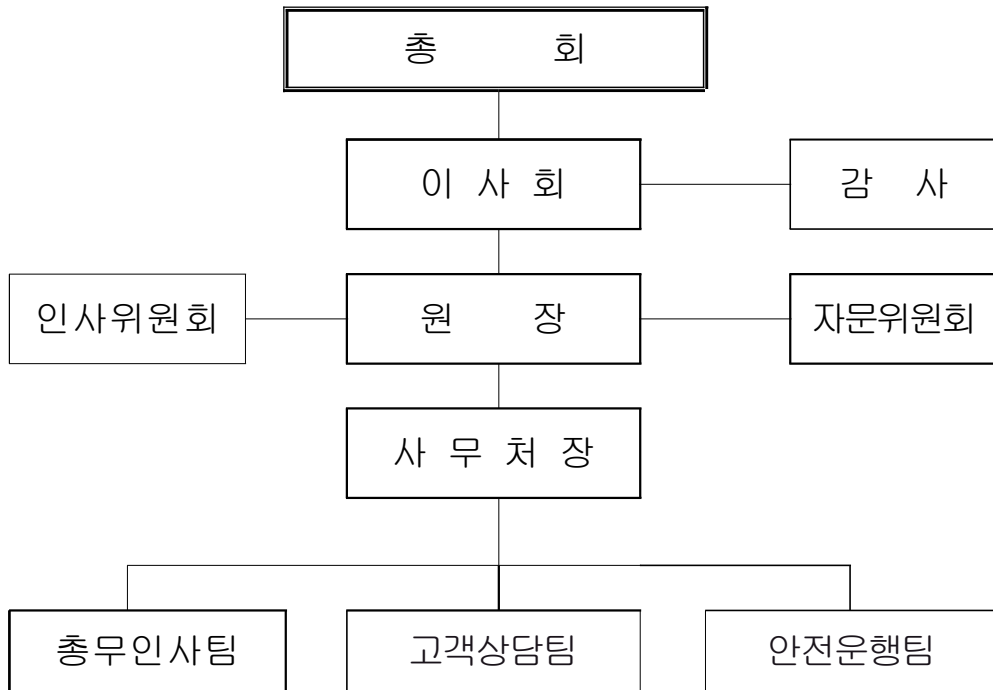 총 회
이 사 회
감 사
인사위원회
원 장
자문위원회
사 무 처 장
총무인사팀
고객상담팀
안전운행팀